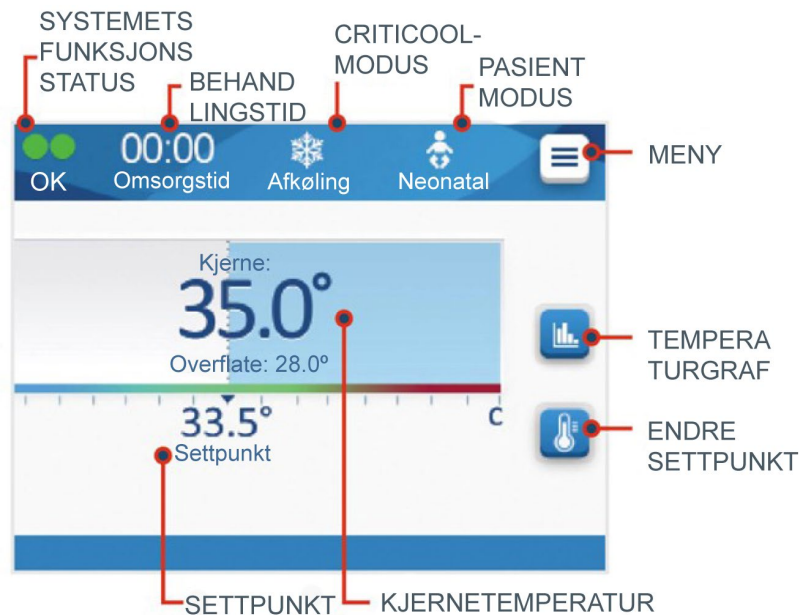 SYSTEMETS
FUNKSJONS
STATUS
BEHAND
LINGSTID
CRITICOOL-
MODUS
PASIENT
MODUS
MENY
OK
00:00
Omsorgstid
Afkøling
Neonatal
Kjerne:
35.0°
Overflate: 28.0º
33.5°
Settpunkt
C
TEMPERA
TURGRAF
ENDRE
SETTPUNKT
SETTPUNKT
KJERNETEMPERATUR